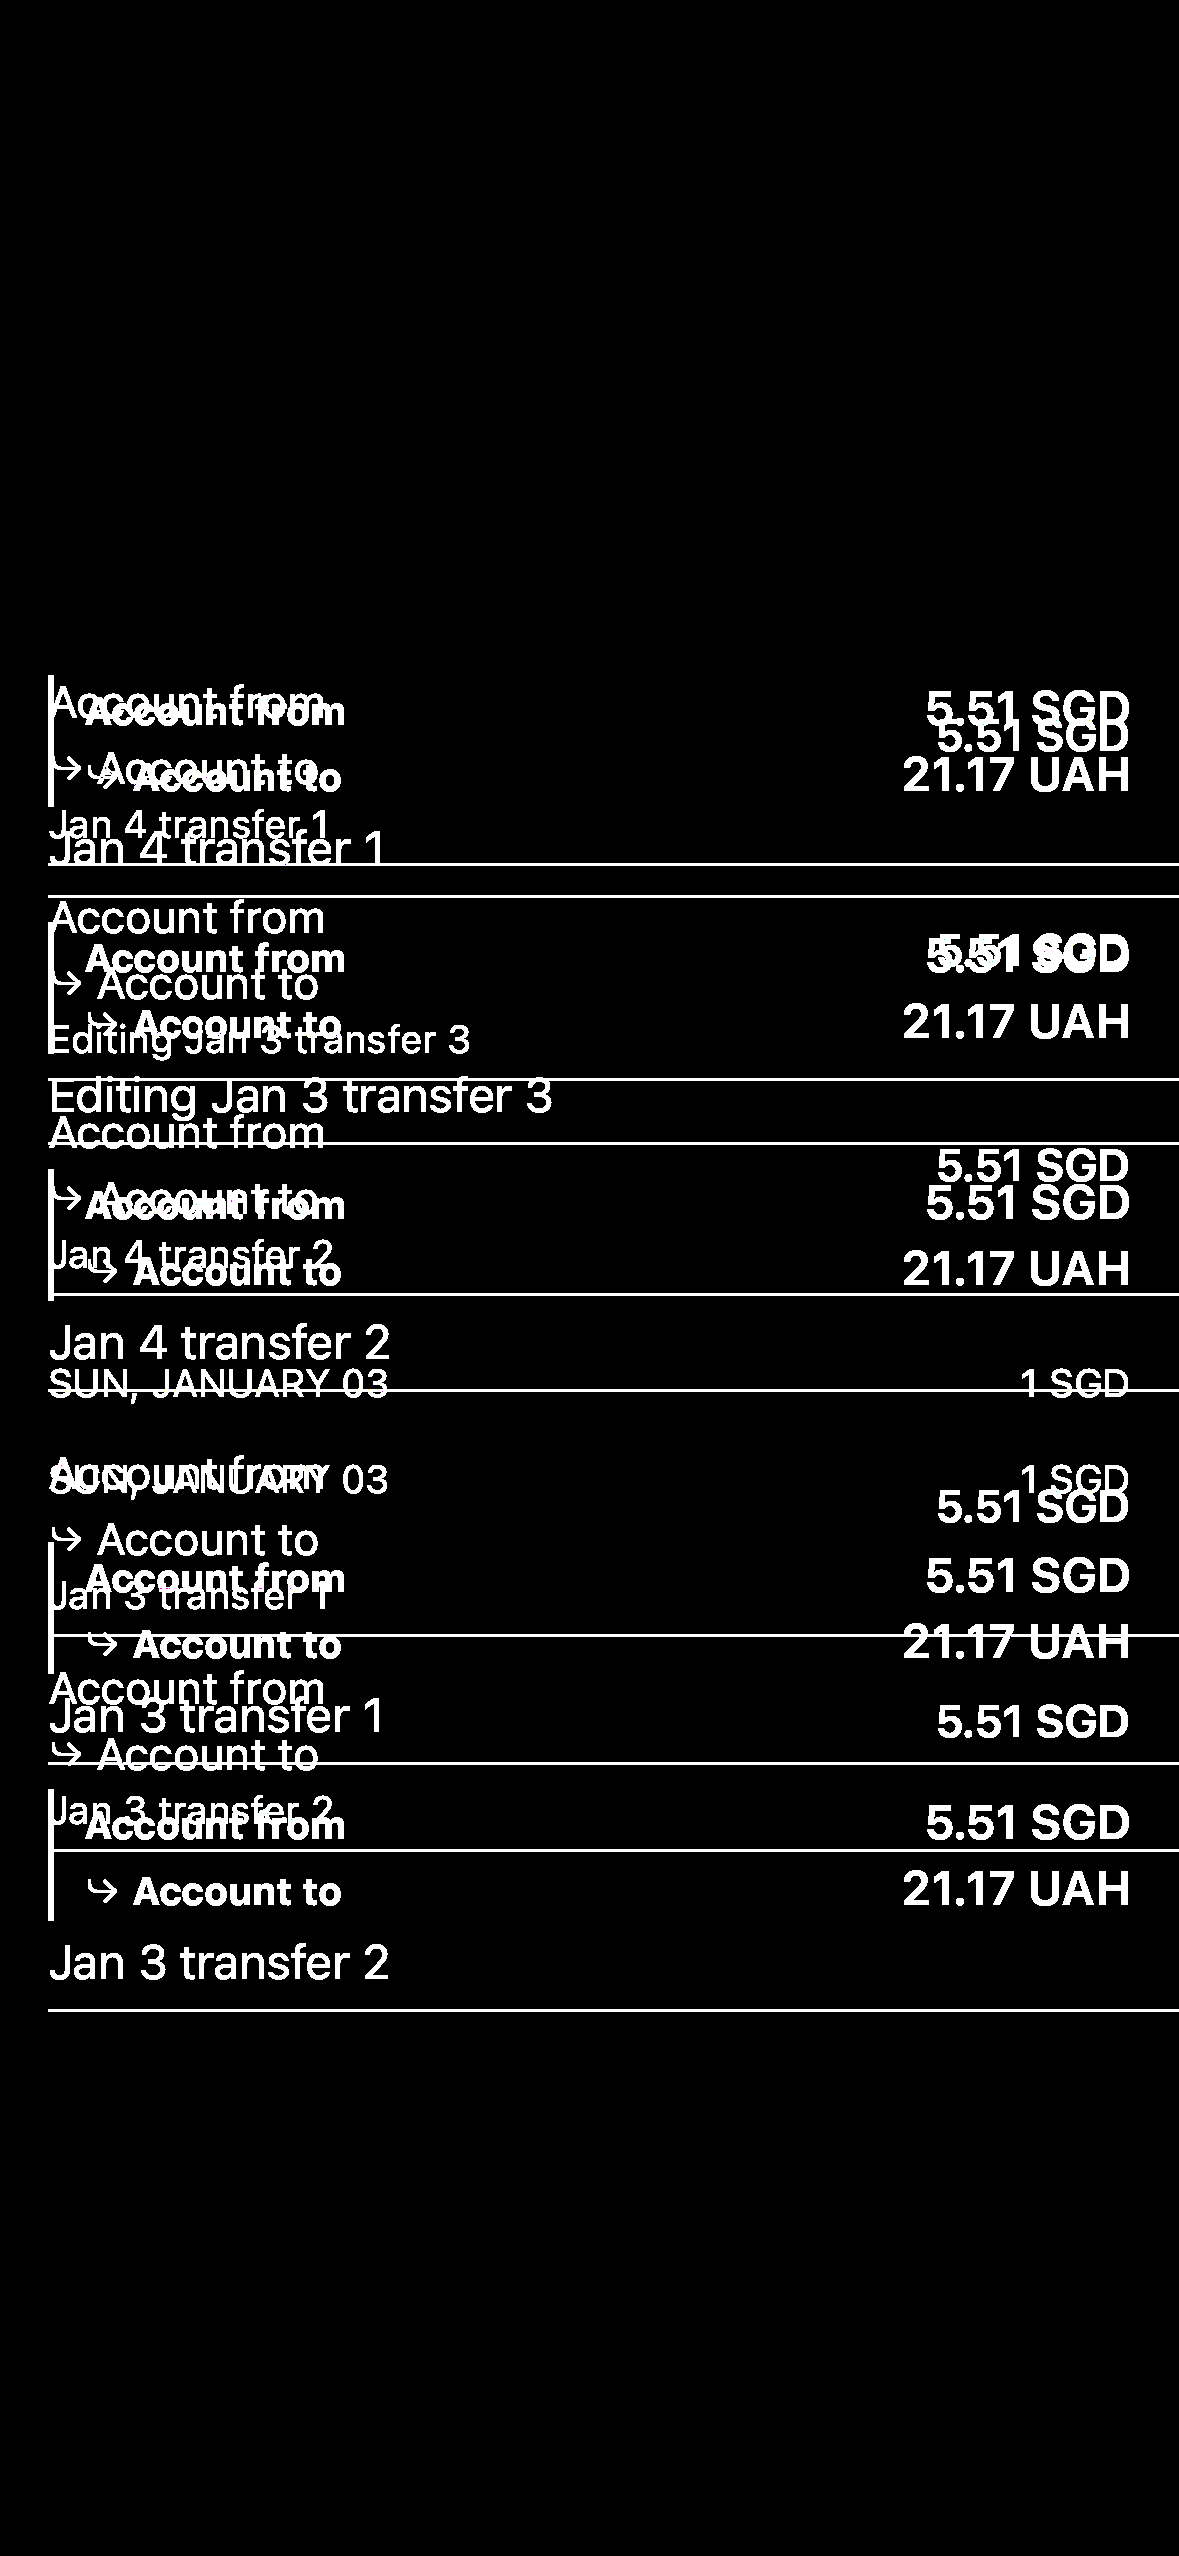 Account from
Account from 5.51 SGD
5.51 SGD
↪ Account to
↪ Account to 21.17 UAH
Jan 4 transfer 1
Jan 4 transfer 1
Account from
5.51 SGD
Account from 5.51 SGD
↪ Account to
↪ Account to 21.17 UAH
Editing Jan 3 transfer 3
Editing Jan 3 transfer 3
Account from
5.51 SGD
↪ Account to
Account from 5.51 SGD
Jan 4 transfer 2
↪ Account to 21.17 UAH
Jan 4 transfer 2
SUN, JANUARY 03 1 SGD
Account from
SUN, JANUARY 03 1 SGD
5.51 SGD
↪ Account to
Account from 5.51 SGD
Jan 3 transfer 1
↪ Account to 21.17 UAH
Account from
Jan 3 transfer 1
5.51 SGD
↪ Account to
Jan 3 transfer 2
Account from 5.51 SGD
↪ Account to 21.17 UAH
Jan 3 transfer 2